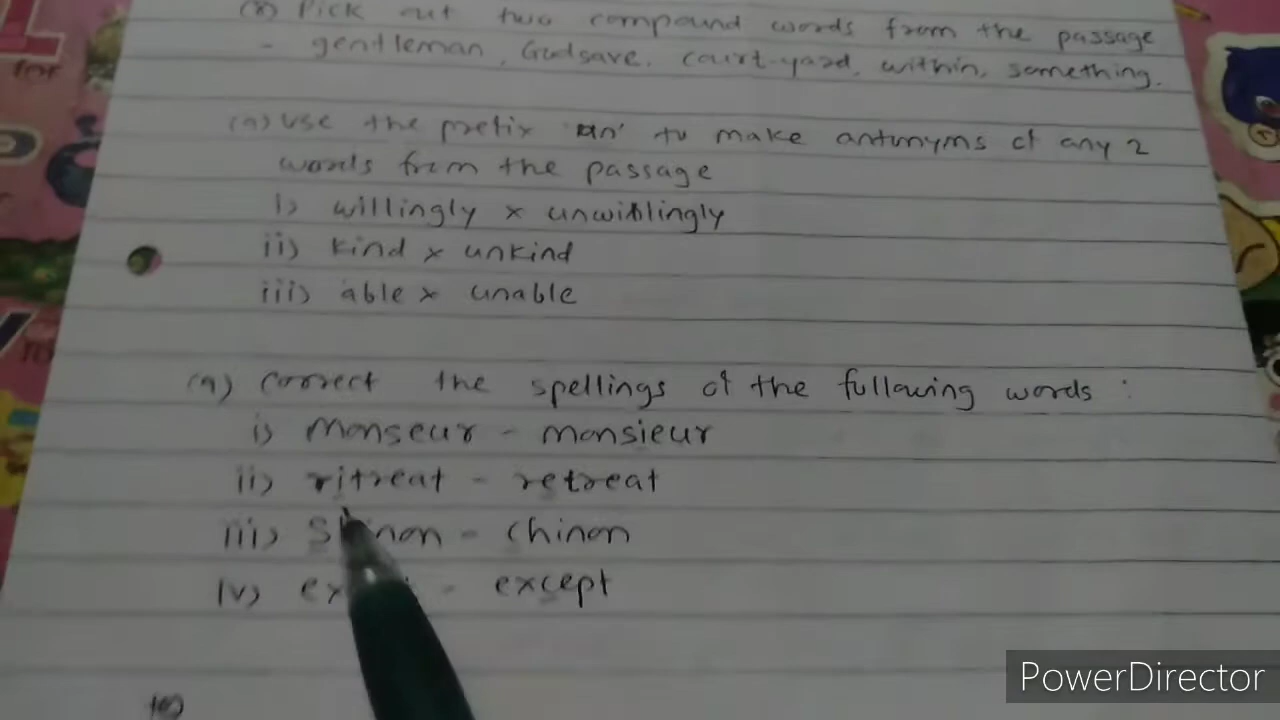 (8) Pick out two compound words from the passage
- gentleman, Godsave, court-yard, within, something.
(9) Use the prefix 'un' to make antonyms of any 2
words from the passage
i) willingly x unwillingly
ii) kind x unkind
iii) able x unable
(9) Correct the spellings of the following words :
i) Monseur - monsieur
ii) ritreat - retreat
iii) - Chinon
iv) - except
10)
PowerDirector